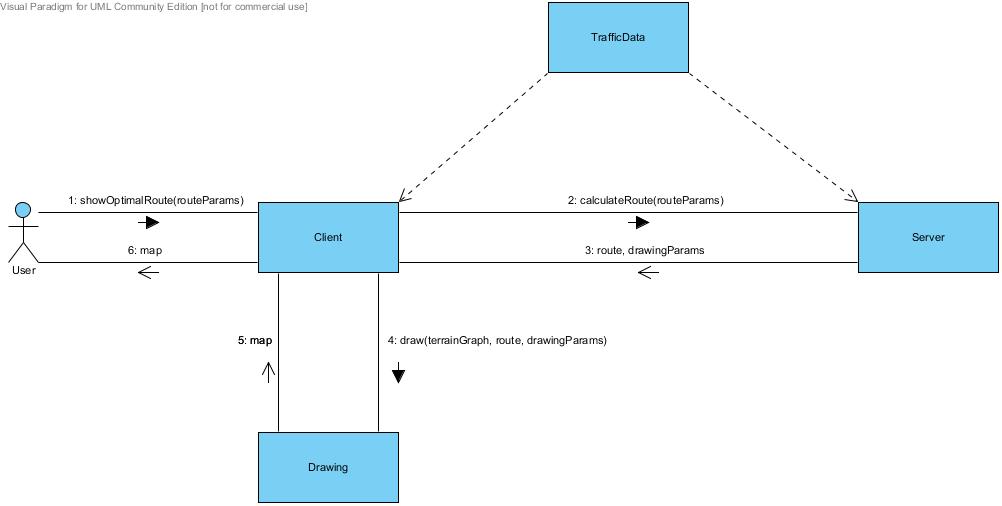 Visual Paradigm for UML Community Edition [not for commercial use]
TrafficData
1: showOptimalRoute(routeParams)
2: calculateRoute(routeParams)
Client
Server
6: map
3: route, drawingParams
User
5: map
4: draw(terrainGraph, route, drawingParams)
Drawing